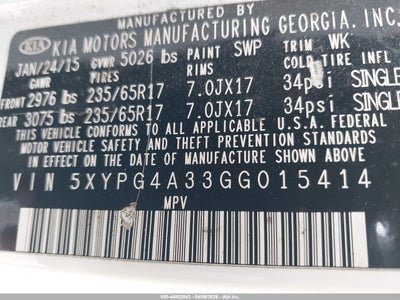 MANUFACTURED BY
KIA KIA MOTORS MANUFACTURING GEORGIA, INC.
JAN/24/15 GVWR 5026 lbs PAINT SWP TRIM WK
GAWR TIRES RIMS
FRONT 2976 lbs 235/65R17 7.0JX17 34psi SINGLE
REAR 3075 lbs 235/65R17 7.0JX17 34psi SINGLE
THIS VEHICLE CONFORMS TO ALL APPLICABLE U.S.A. FEDERAL
MOTOR VEHICLE SAFETY AND THEFT PREVENTION STANDARDS
IN EFFECT ON THE DATE OF MANUFACTURE SHOWN ABOVE.
VIN 5XYPG4A33GG015414
MPV